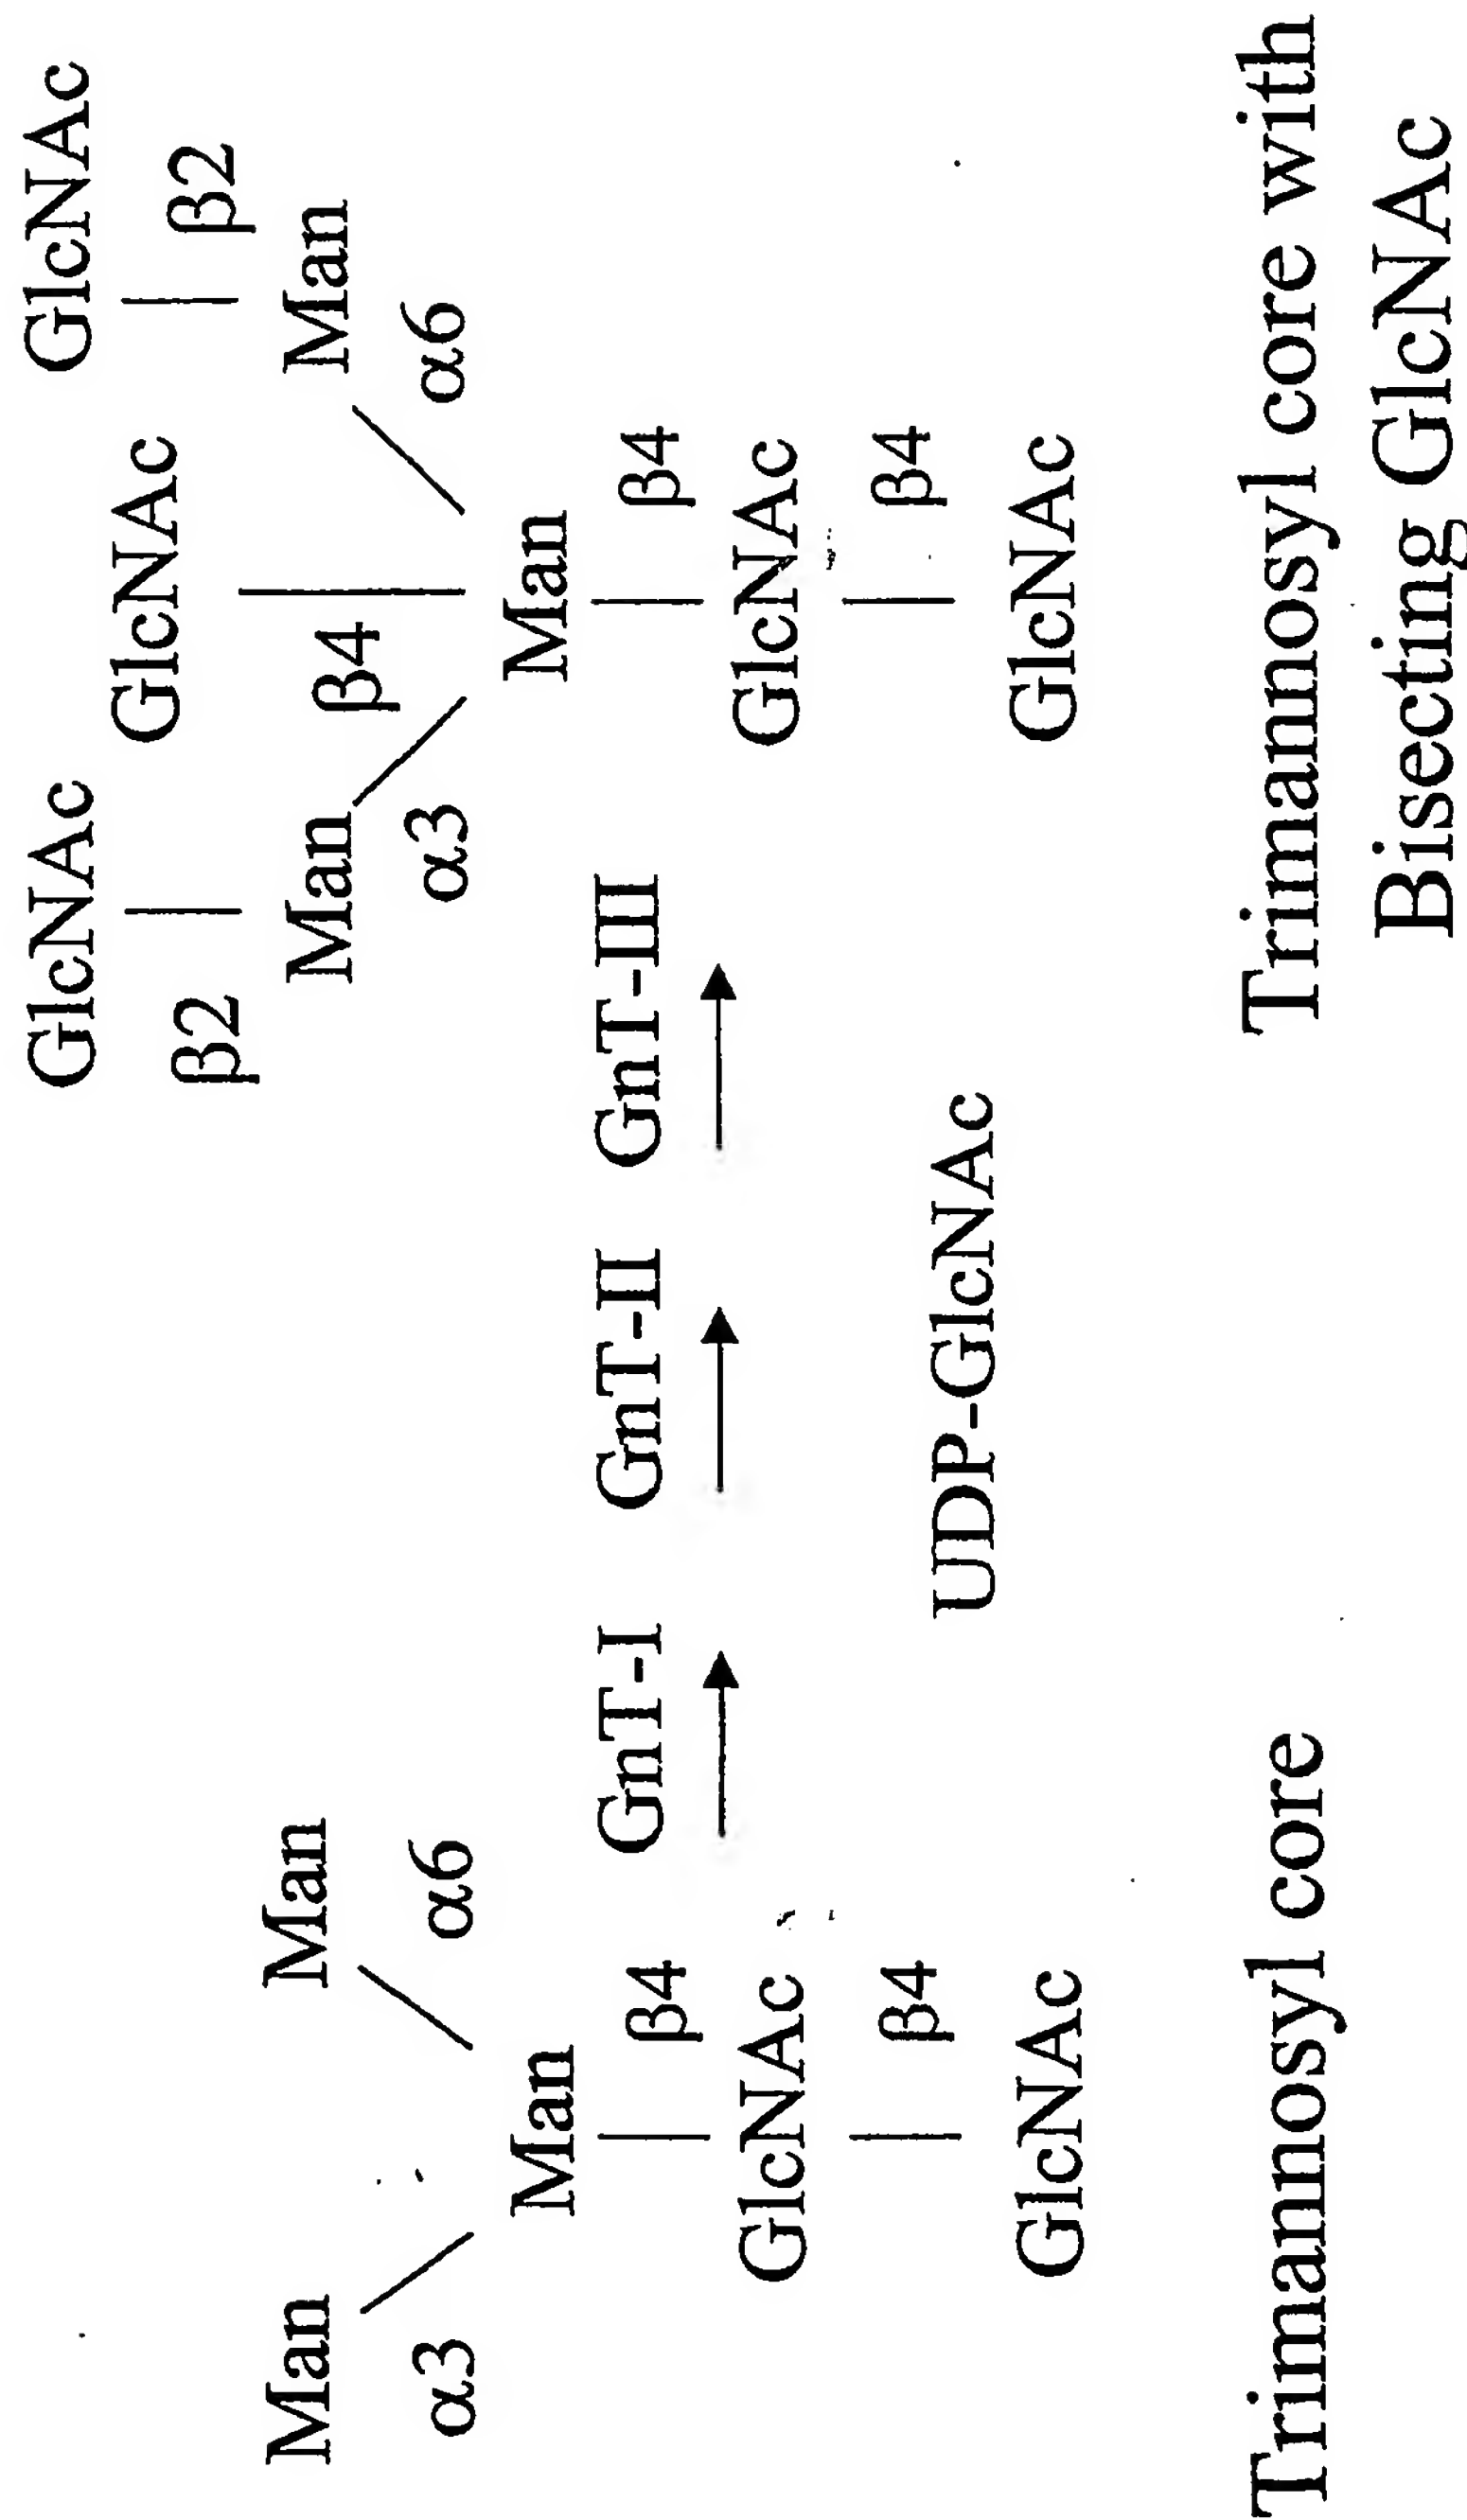 Man Man
α3 α6
Man
β4
GlcNAc
β4
GlcNAc
Trimannosyl core
GnT-I GnT-II GnT-III
UDP-GlcNAc
GlcNAc GlcNAc
GlcNAc
β2 β2
Man β4 Man
α3 α6
Man
β4
GlcNAc
β4
GlcNAc
Trimannosyl core with
Bisecting GlcNAc